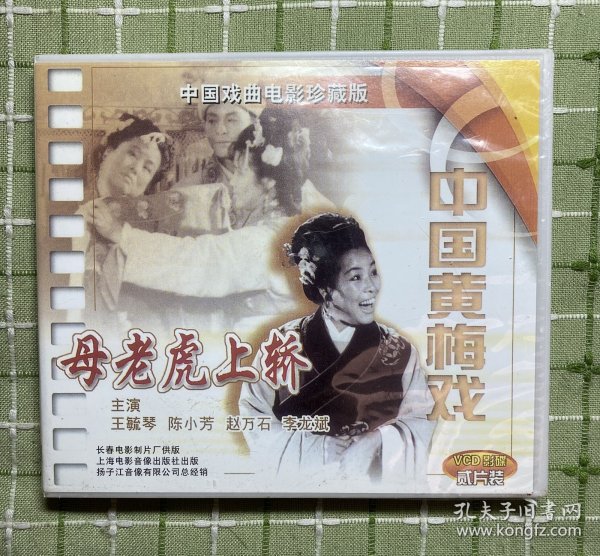 中国戏曲电影珍藏版
中国黄梅戏
母老虎上轿
主演
王毓琴 陈小芳 赵万石 李龙斌
长春电影制片厂供版
上海电影音像出版社出版
扬子江音像有限公司总经销
VCD 影碟
贰片装
孔夫子旧书网
kongfz.com